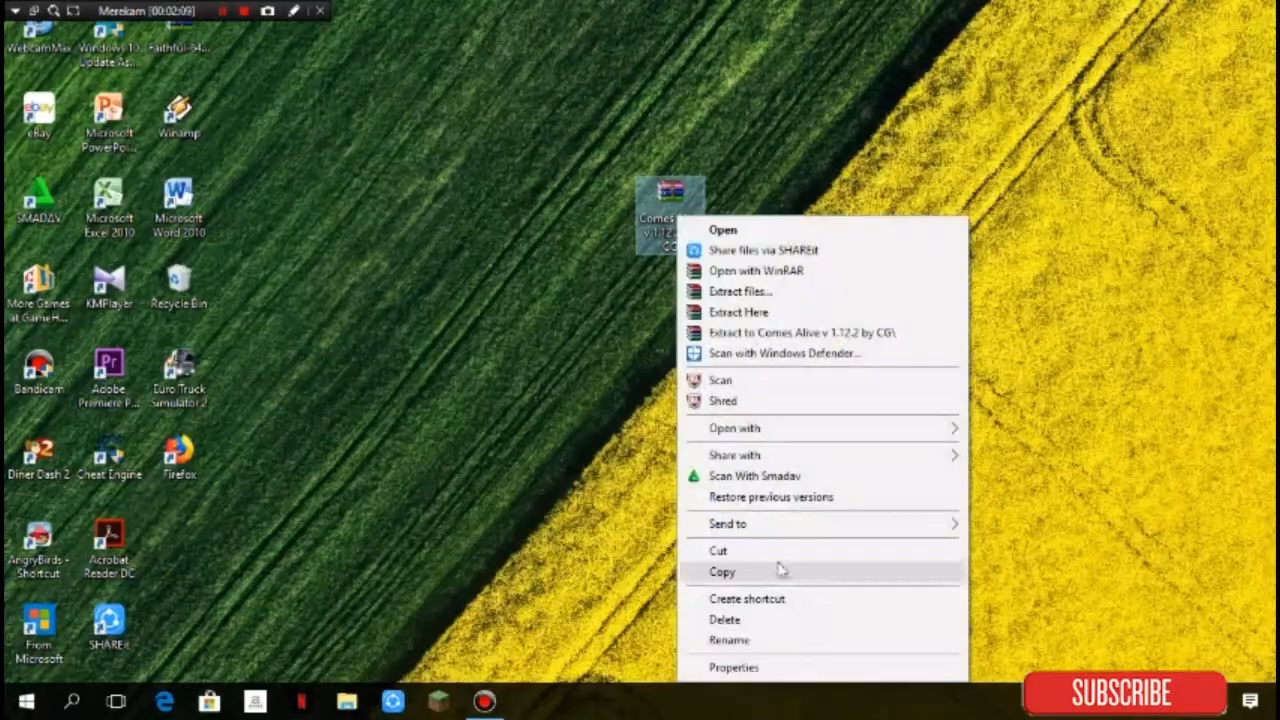 Merekam [00:02:09]
WebcamMax
Windows 10
Update As...
Faithful-64...
eBay
Microsoft
PowerPoi...
Winamp
SMADAV
Microsoft
Excel 2010
Microsoft
Word 2010
More Games
at GameH...
KMPlayer
Recycle Bin
Bandicam
Adobe
Premiere P...
Euro Truck
Simulator 2
Diner Dash 2
Cheat Engine
Firefox
AngryBirds -
Shortcut
Acrobat
Reader DC
From
Microsoft
SHAREit
Comes
v 1.12.
CG
Open
Share files via SHAREit
Open with WinRAR
Extract files...
Extract Here
Extract to Comes Alive v 1.12.2 by CG\
Scan with Windows Defender...
Scan
Shred
Open with
Share with
Scan With Smadav
Restore previous versions
Send to
Cut
Copy
Create shortcut
Delete
Rename
Properties
SUBSCRIBE